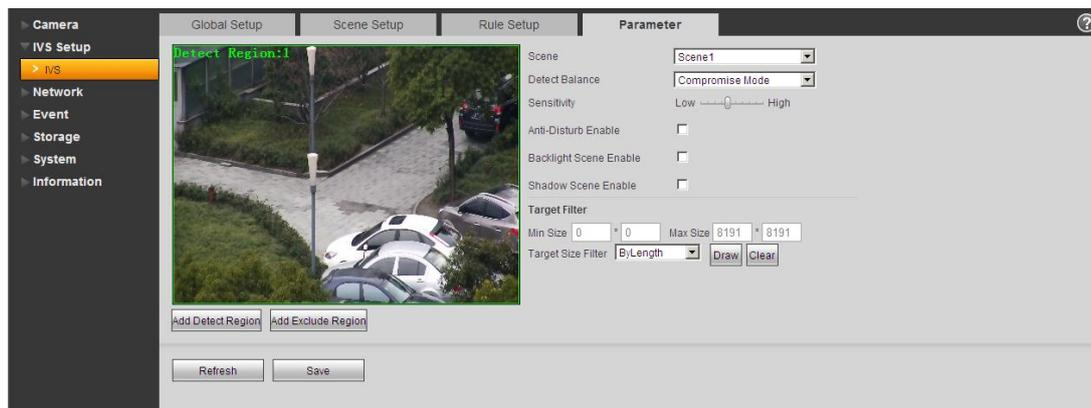 Camera
IVS Setup
> IVS
Network
Event
Storage
System
Information
Global Setup
Scene Setup
Rule Setup
Parameter
?
Detect Region:1
Scene Scene1
Detect Balance Compromise Mode
Sensitivity Low High
Anti-Disturb Enable
Backlight Scene Enable
Shadow Scene Enable
Target Filter
Min Size 0 * 0 Max Size 8191 * 8191
Target Size Filter ByLength Draw Clear
Add Detect Region Add Exclude Region
Refresh Save